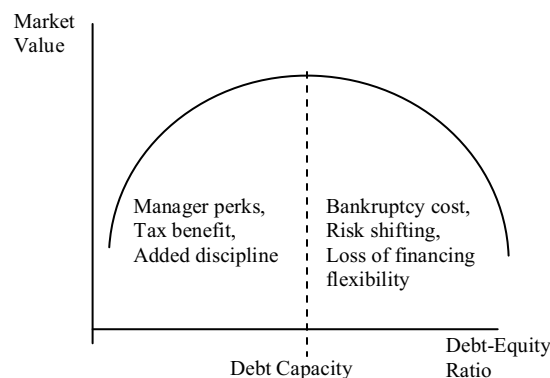 Market
Value
Manager perks,
Tax benefit,
Added discipline
Bankruptcy cost,
Risk shifting,
Loss of financing
flexibility
Debt-Equity
Ratio
Debt Capacity